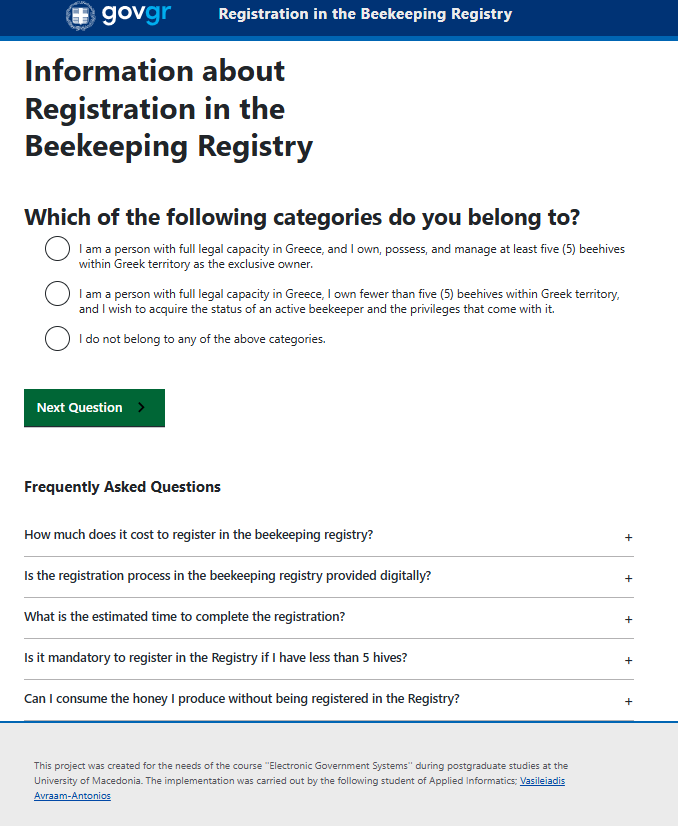 govgr
Registration in the Beekeeping Registry
Information about
Registration in the
Beekeeping Registry
Which of the following categories do you belong to?
I am a person with full legal capacity in Greece, and I own, possess, and manage at least five (5) beehives
within Greek territory as the exclusive owner.
I am a person with full legal capacity in Greece, I own fewer than five (5) beehives within Greek territory,
and I wish to acquire the status of an active beekeeper and the privileges that come with it.
I do not belong to any of the above categories.
Next Question
Frequently Asked Questions
How much does it cost to register in the beekeeping registry?
+
Is the registration process in the beekeeping registry provided digitally?
+
What is the estimated time to complete the registration?
+
Is it mandatory to register in the Registry if I have less than 5 hives?
+
Can I consume the honey I produce without being registered in the Registry?
+
This project was created for the needs of the course "Electronic Government Systems" during postgraduate studies at the
University of Macedonia. The implementation was carried out by the following student of Applied Informatics; Vasileiadis
Avraam-Antonios